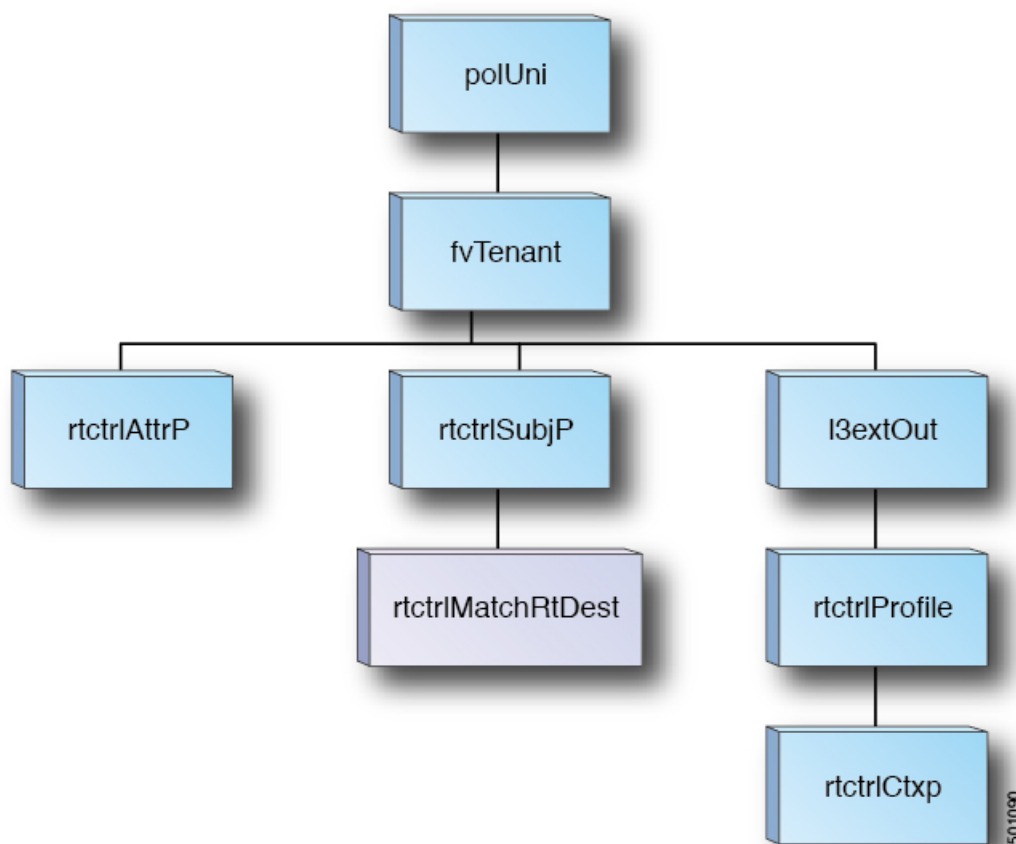 polUni
fvTenant
rtctrlAttrP
rtctrlSubjP
l3extOut
rtctrlMatchRtDest
rtctrlProfile
rtctrlCtxp
501090